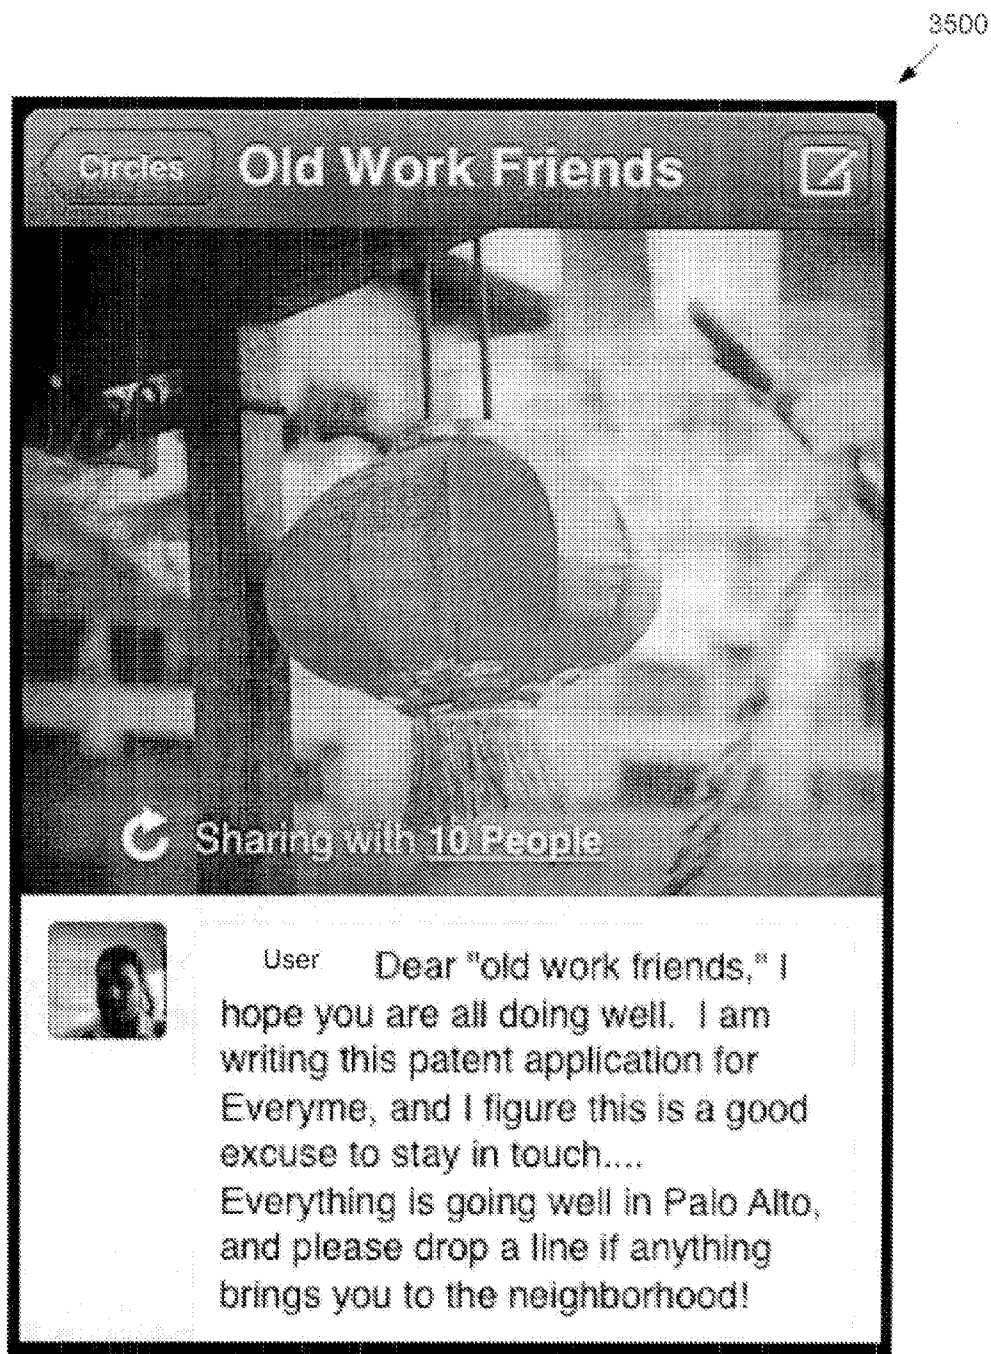 3500
Circles Old Work Friends
Sharing with 10 People
User Dear "old work friends," I
hope you are all doing well. I am
writing this patent application for
Everyme, and I figure this is a good
excuse to stay in touch....
Everything is going well in Palo Alto,
and please drop a line if anything
brings you to the neighborhood!